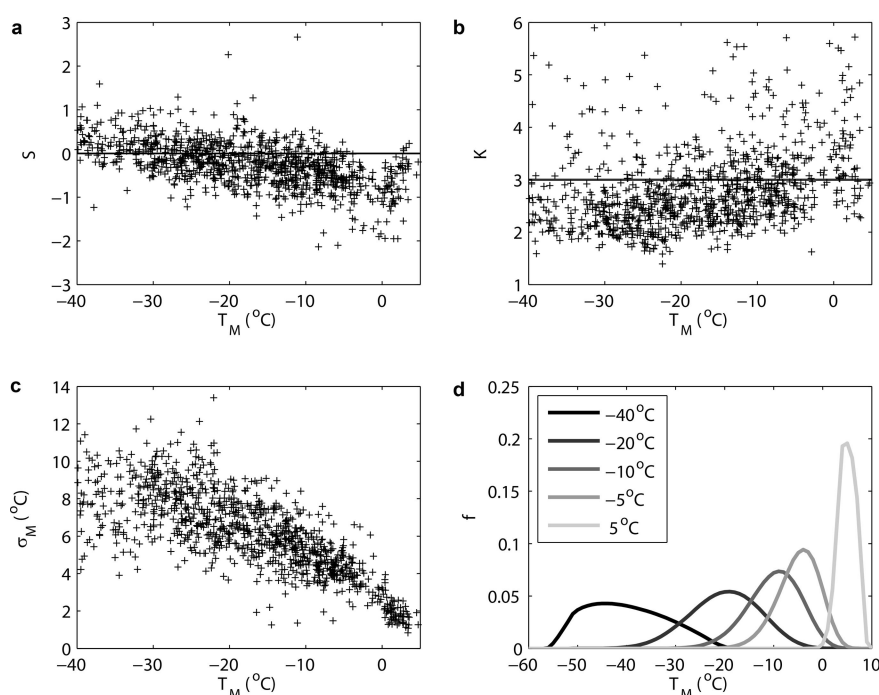 a
3
2
1
0
−1
−2
−3
S
−40
−30
−20
−10
0
T_M (°C)
b
6
5
4
3
2
1
K
−40
−30
−20
−10
0
T_M (°C)
c
14
12
10
8
6
4
2
0
σ_M (°C)
−40
−30
−20
−10
0
T_M (°C)
d
0.25
0.2
0.15
0.1
0.05
0
f
−40°C
−20°C
−10°C
−5°C
5°C
−60
−50
−40
−30
−20
−10
0
10
T_M (°C)